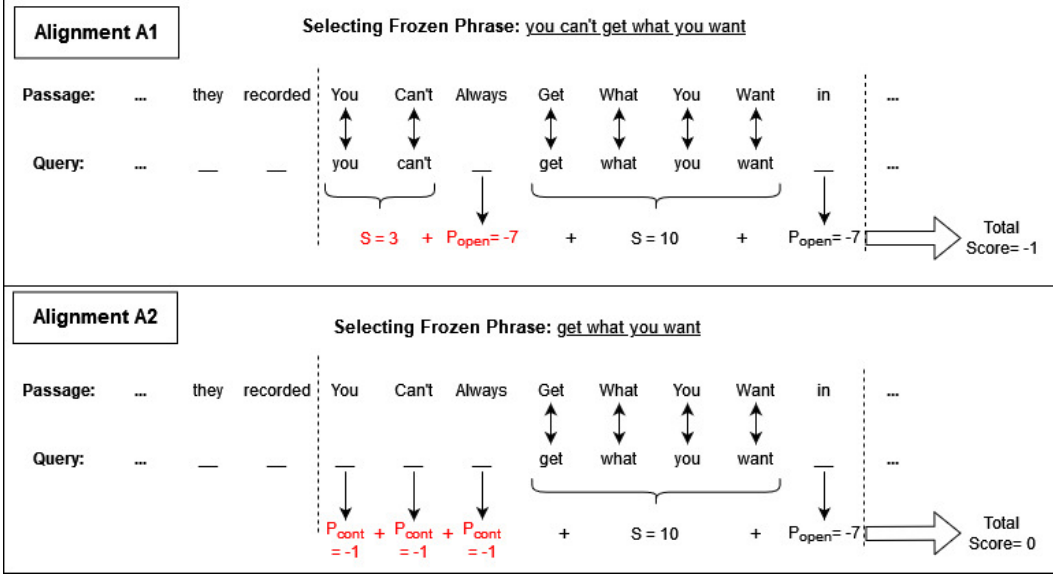 Alignment A1
Selecting Frozen Phrase: you can't get what you want
Passage: ... they recorded You Can't Always Get What You Want in ...
Query: ... __ __ you can't __ get what you want __ ...
S = 3 + Popen= -7 + S = 10 + Popen= -7
Total
Score= -1
Alignment A2
Selecting Frozen Phrase: get what you want
Passage: ... they recorded You Can't Always Get What You Want in ...
Query: ... __ __ __ __ __ get what you want __ ...
Pcont + Pcont + Pcont + S = 10 + Popen= -7
= -1 = -1 = -1
Total
Score= 0